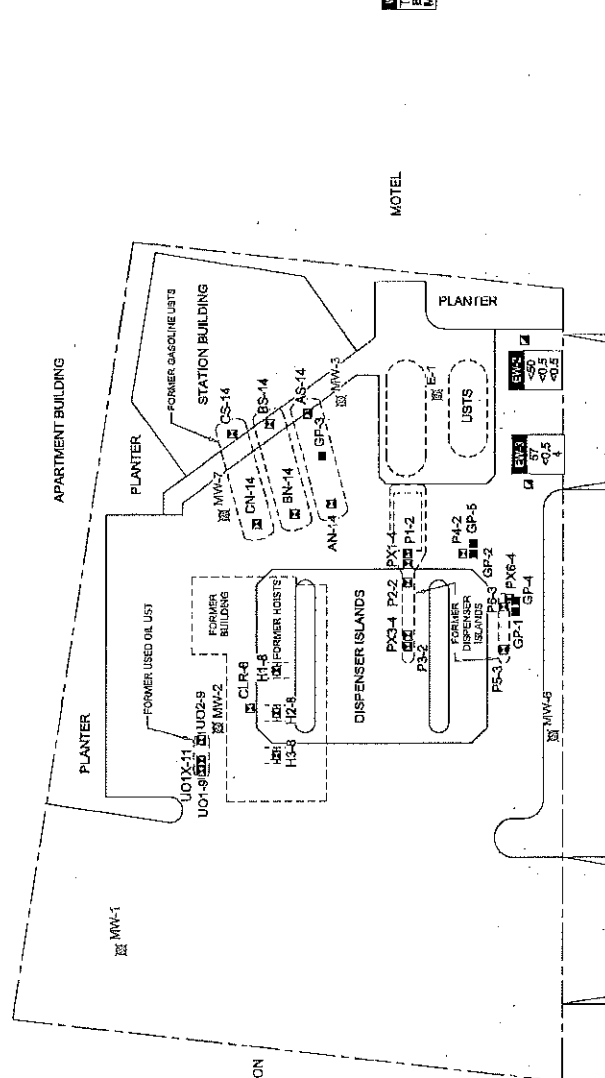 APARTMENT BUILDING
MOTEL
PLANTER
PLANTER
PLANTER
STATION BUILDING
FORMER GASOLINE USTS
CS-14
BS-14
AS-14
MW-3
MW-7
CN-14
BN-14
AN-14
GP-3
E-1
USTS
EW-2
<50
<0.5
<0.5
EW-3
57
<0.5
4
FORMER USED OIL UST
FORMER
BUILDING
FORMER HOISTS
UO2-9
MW-2
CLR-8
H1-8
H2-8
H3-8
UO1X-11
UO1-9
DISPENSER ISLANDS
PX1-4
P1-2
P2-2
PX3-4
P3-2
FORMER
DISPENSER
ISLANDS
P4-2
GP-5
GP-2
P6-3
PX6-4
GP-4
GP-1
P5-3
MW-6
MW-1
ON
T